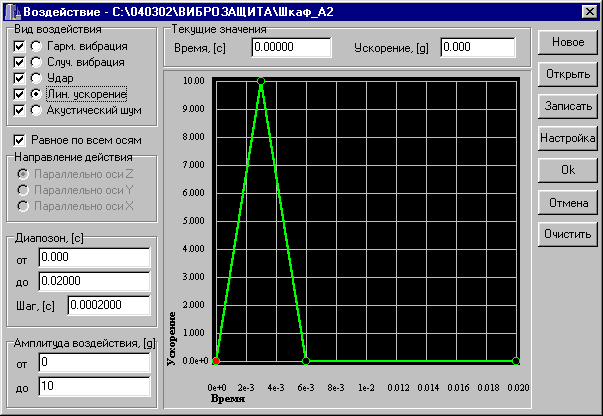 Воздействие - C:\040302\ВИБРОЗАЩИТА\Шкаф_А2
Вид воздействия
Гарм. вибрация
Случ. вибрация
Удар
Лин. ускорение
Акустический шум
Равное по всем осям
Направление действия
Параллельно оси Z
Параллельно оси Y
Параллельно оси X
Диапозон, [с]
от 0.000
до 0.02000
Шаг, [с] 0.0002000
Амплитуда воздействия, [g]
от 0
до 10
Текущие значения
Время, [с] 0.00000 Ускорение, [g] 0.000
10.00
9.000
8.000
7.000
6.000
5.000
4.000
3.000
2.000
1.000
0.0e+0
Ускорение
0e+0 2e-3 4e-3 6e-3 8e-3 1e-2 0.012 0.014 0.016 0.018 0.020
Время
Новое
Открыть
Записать
Настройка
Ok
Отмена
Очистить